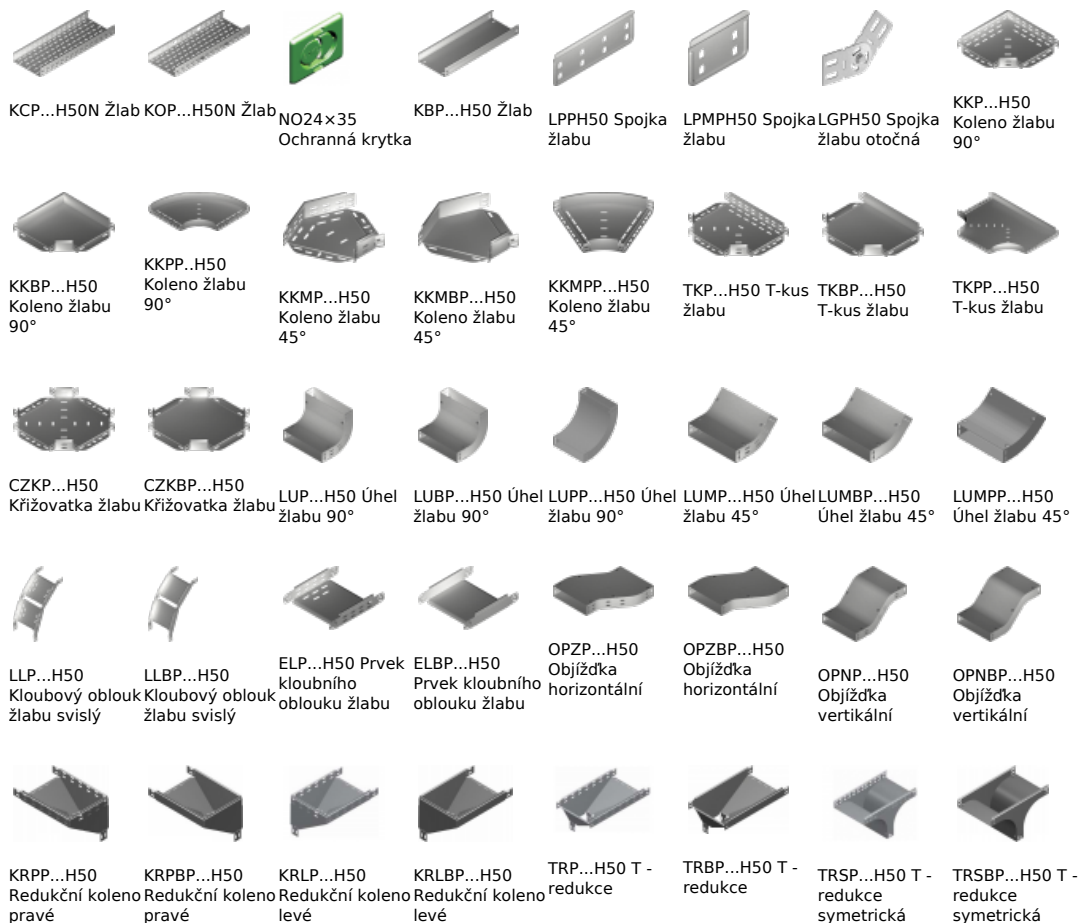 KCP...H50N Žlab
KOP...H50N Žlab
NO24×35
Ochranná krytka
KBP...H50 Žlab
LPPH50 Spojka
žlabu
LPMPH50 Spojka
žlabu
LGPH50 Spojka
žlabu otočná
KKP...H50
Koleno žlabu
90°
KKBP...H50
Koleno žlabu
90°
KKPP..H50
Koleno žlabu
90°
KKMP...H50
Koleno žlabu
45°
KKMBP...H50
Koleno žlabu
45°
KKMPP...H50
Koleno žlabu
45°
TKP...H50 T-kus
žlabu
TKBP...H50
T-kus žlabu
TKPP...H50
T-kus žlabu
CZKP...H50
Křižovatka žlabu
CZKBP...H50
Křižovatka žlabu
LUP...H50 Úhel
žlabu 90°
LUBP...H50 Úhel
žlabu 90°
LUPP...H50 Úhel
žlabu 90°
LUMP...H50 Úhel
žlabu 45°
LUMBP...H50
Úhel žlabu 45°
LUMPP...H50
Úhel žlabu 45°
LLP...H50
Kloubový oblouk
žlabu svislý
LLBP...H50
Kloubový oblouk
žlabu svislý
ELP...H50 Prvek
kloubního
oblouku žlabu
ELBP...H50
Prvek kloubního
oblouku žlabu
OPZP...H50
Objížďka
horizontální
OPZBP...H50
Objížďka
horizontální
OPNP...H50
Objížďka
vertikální
OPNBP...H50
Objížďka
vertikální
KRPP...H50
Redukční koleno
pravé
KRPBP...H50
Redukční koleno
pravé
KRLP...H50
Redukční koleno
levé
KRLBP...H50
Redukční koleno
levé
TRP...H50 T -
redukce
TRBP...H50 T -
redukce
TRSP...H50 T -
redukce
symetrická
TRSBP...H50 T -
redukce
symetrická